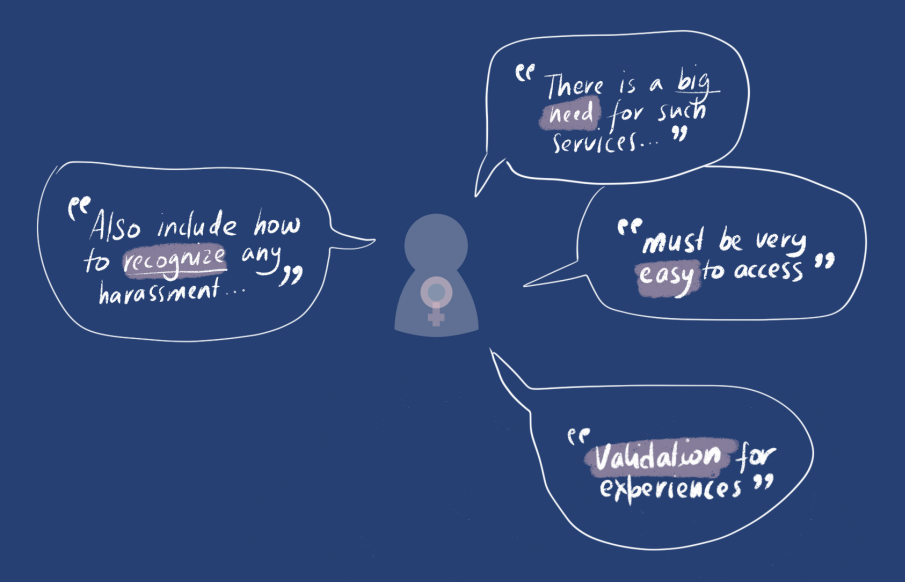 “Also include how
to recognize any
harassment... ”
“There is a big
need for such
services... ”
“must be very
easy to access”
“Validation for
experiences”